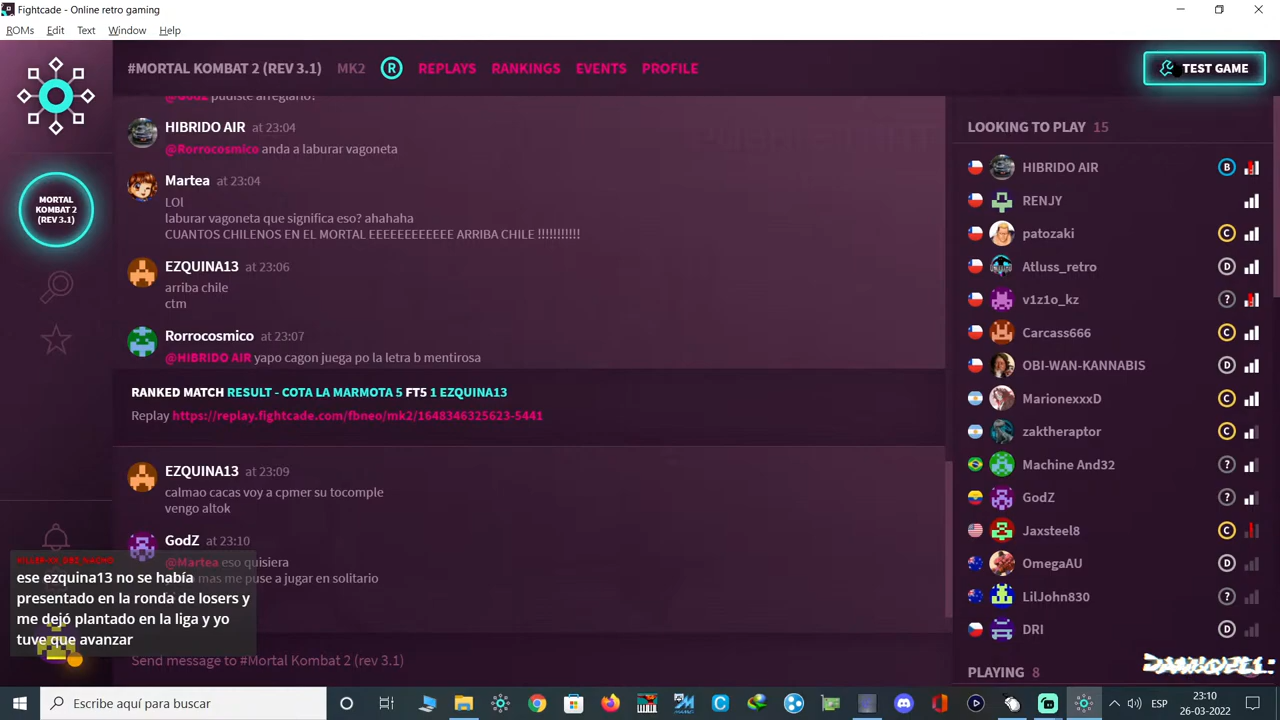 Fightcade - Online retro gaming
ROMs Edit Text Window Help
#MORTAL KOMBAT 2 (REV 3.1) MK2 R REPLAYS RANKINGS EVENTS PROFILE
TEST GAME
MORTAL
KOMBAT 2
(REV 3.1)
pudiste arreglarlo?
HIBRIDO AIR at 23:04
@Rorrocosmico anda a laburar vagoneta
Martea at 23:04
LOl
laburar vagoneta que significa eso? ahahaha
CUANTOS CHILENOS EN EL MORTAL EEEEEEEEEEE ARRIBA CHILE !!!!!!!!!!!
EZQUINA13 at 23:06
arriba chile
ctm
Rorrocosmico at 23:07
@HIBRIDO AIR yapo cagon juega po la letra b mentirosa
RANKED MATCH RESULT - COTA LA MARMOTA 5 FT5 1 EZQUINA13
Replay https://replay.fightcade.com/fbneo/mk2/1648346325623-5441
EZQUINA13 at 23:09
calmao cacas voy a cpmer su tocomple
vengo altok
GodZ at 23:10
@Martea eso quisiera
mas me puse a jugar en solitario
ese ezquina13 no se había
presentado en la ronda de losers y
me dejó plantado en la liga y yo
tuve que avanzar
Send message to #Mortal Kombat 2 (rev 3.1)
LOOKING TO PLAY 15
HIBRIDO AIR B
RENJY
patozaki C
Atluss_retro D
v1z1o_kz ?
Carcass666 C
OBI-WAN-KANNABIS D
MarionexxxD C
zaktheraptor C
Machine And32 ?
GodZ ?
Jaxsteel8 C
OmegaAU D
LilJohn830 ?
DRI D
PLAYING 8
Escribe aquí para buscar
ESP
23:10
26-03-2022